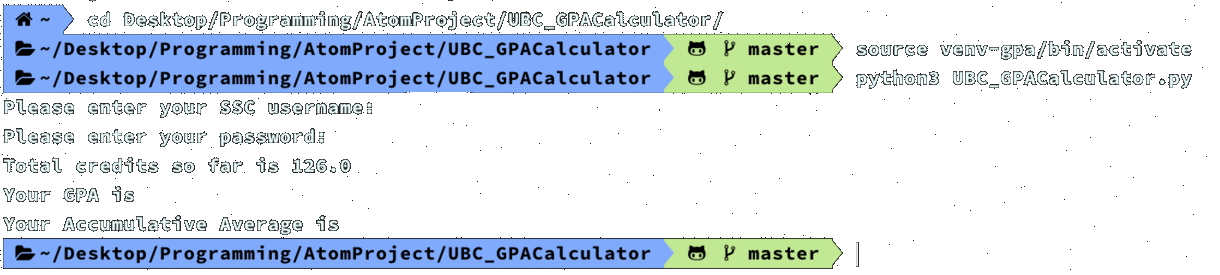 ~ cd Desktop/Programming/AtomProject/UBC_GPACalculator/
~/Desktop/Programming/AtomProject/UBC_GPACalculator master source venv-gpa/bin/activate
~/Desktop/Programming/AtomProject/UBC_GPACalculator master python3 UBC_GPACalculator.py
Please enter your SSC username:
Please enter your password:
Total credits so far is 126.0
Your GPA is
Your Accumulative Average is
~/Desktop/Programming/AtomProject/UBC_GPACalculator master